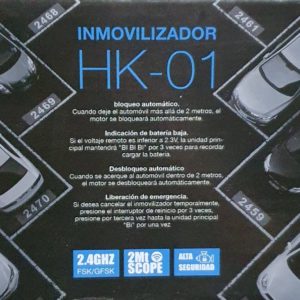 2468
2461
INMOVILIZADOR
HK-01
2469
bloqueo automático.
Cuando deje el automóvil más allá de 2 metros, el
motor se bloqueará automáticamente.
Indicación de batería baja.
Si el voltaje remoto es inferior a 2.3V, la unidad prin-
cipal mantendrá "BI BI BI" por 3 veces para recordar
cargar la batería.
Desbloqueo automático
Cuando se acerque al automóvil dentro de 2 metros,
el motor se desbloqueará automáticamente.
Liberación de emergencia.
Si desea cancelar el inmovilizador temporalmente,
presione el interruptor de reinicio por 3 veces,
presione por tercera vez hasta la unidad principal
"Bi" por una vez
2470
2459
2.4GHZ
FSK/GFSK
2Mt
SCOPE
ALTA
SEGURIDAD